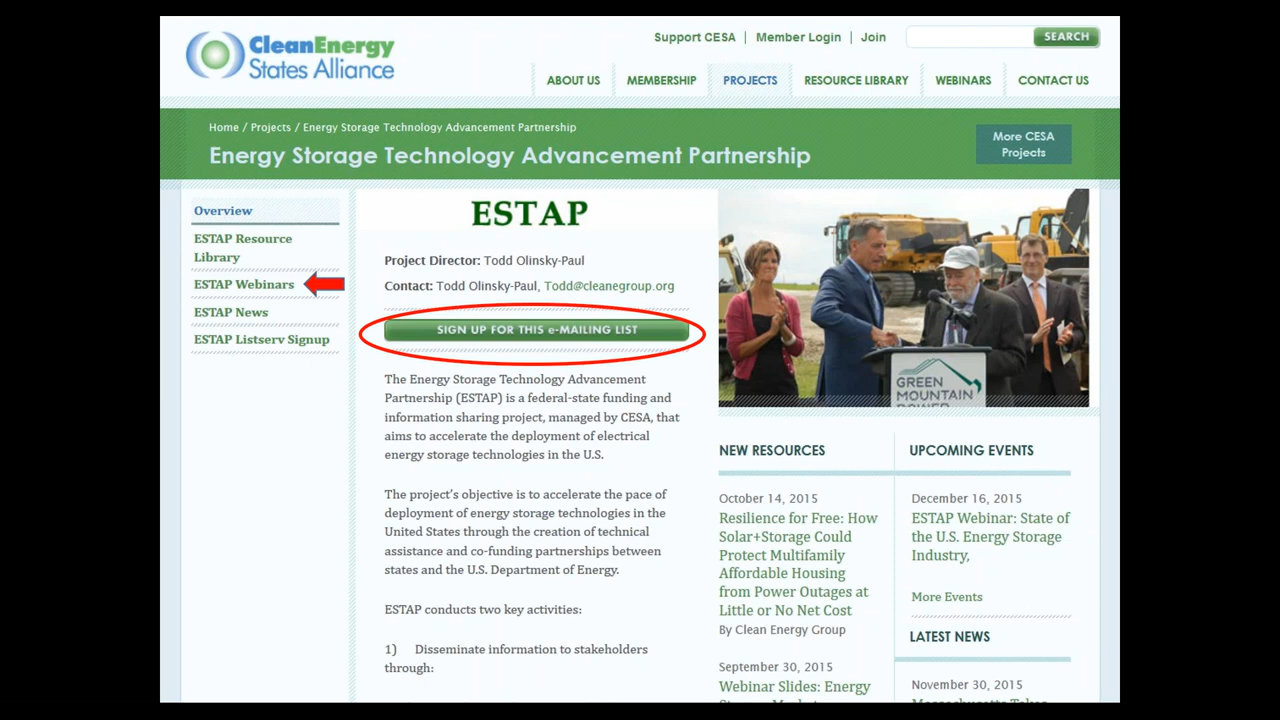 CleanEnergy
States Alliance
Support CESA | Member Login | Join
SEARCH
ABOUT US
MEMBERSHIP
PROJECTS
RESOURCE LIBRARY
WEBINARS
CONTACT US
Home / Projects / Energy Storage Technology Advancement Partnership
Energy Storage Technology Advancement Partnership
More CESA
Projects
Overview
ESTAP Resource
Library
ESTAP Webinars
ESTAP News
ESTAP Listserv Signup
ESTAP
Project Director: Todd Olinsky-Paul
Contact: Todd Olinsky-Paul, Todd@cleanegroup.org
SIGN UP FOR THIS e-MAILING LIST
The Energy Storage Technology Advancement
Partnership (ESTAP) is a federal-state funding and
information sharing project, managed by CESA, that
aims to accelerate the deployment of electrical
energy storage technologies in the U.S.
The project's objective is to accelerate the pace of
deployment of energy storage technologies in the
United States through the creation of technical
assistance and co-funding partnerships between
states and the U.S. Department of Energy.
ESTAP conducts two key activities:
1) Disseminate information to stakeholders
through:
GREEN
MOUNTAIN
POWER
NEW RESOURCES
October 14, 2015
Resilience for Free: How
Solar+Storage Could
Protect Multifamily
Affordable Housing
from Power Outages at
Little or No Net Cost
By Clean Energy Group
September 30, 2015
Webinar Slides: Energy
UPCOMING EVENTS
December 16, 2015
ESTAP Webinar: State of
the U.S. Energy Storage
Industry,
More Events
LATEST NEWS
November 30, 2015
Massachusetts Takes